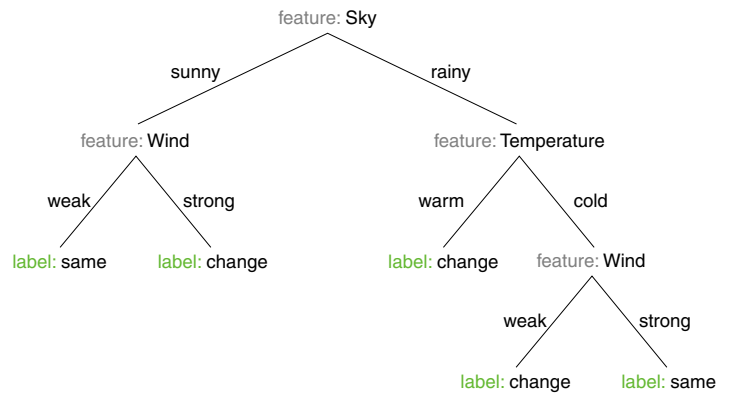 feature: Sky
sunny
rainy
feature: Wind
feature: Temperature
weak
strong
warm
cold
label: same
label: change
label: change
feature: Wind
weak
strong
label: change
label: same